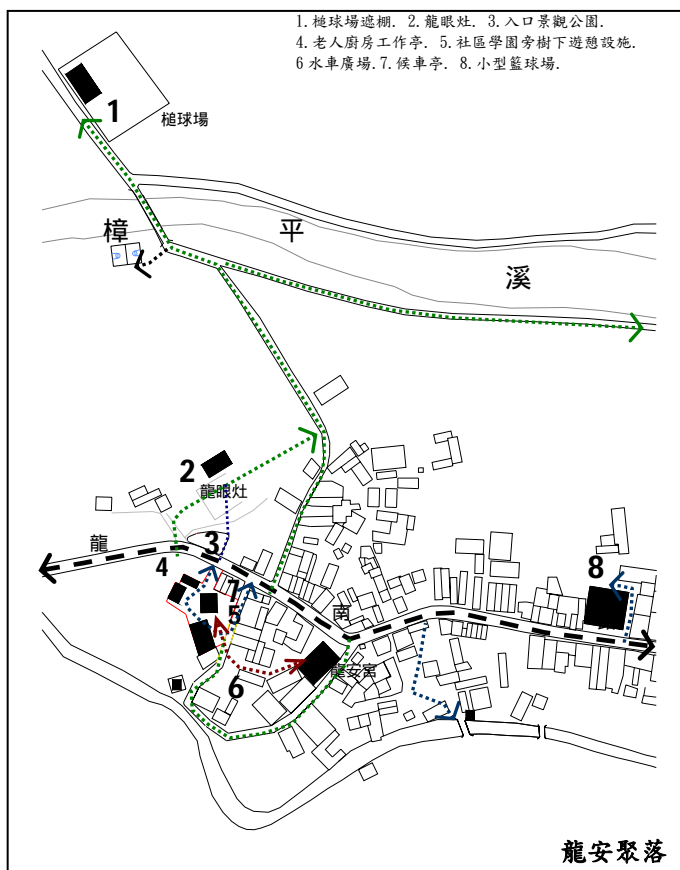 1.槌球場遮棚. 2.龍眼灶. 3.入口景觀公園.
4.老人廚房工作亭. 5.社區學園旁樹下遊憩設施.
6水車廣場.7.候車亭. 8.小型籃球場.
1
槌球場
樟
平
溪
2
龍眼灶
龍
3
4
7
5
南
8
6
龍安宮
龍安聚落